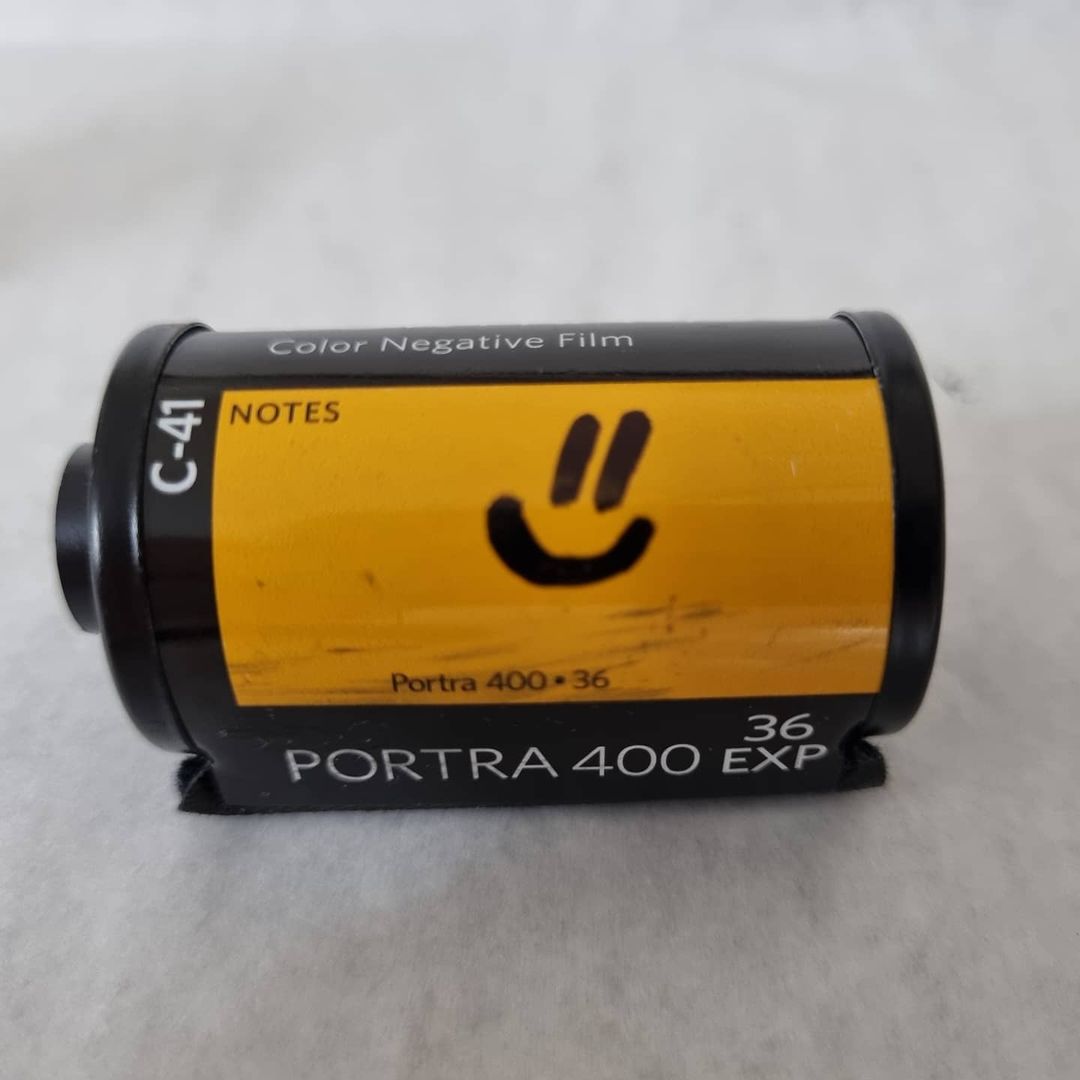 Color Negative Film
C-41
NOTES
Portra 400 • 36
PORTRA 400 36 EXP